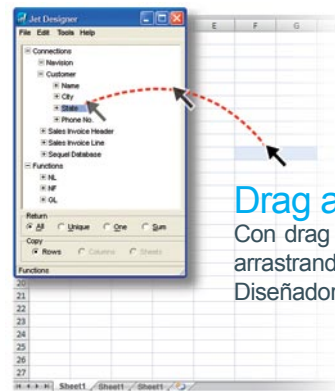 Jet Designer
File Edit Tools Help
Connections
Navision
Customer
Name
City
State
Phone No.
Sales Invoice Header
Sales Invoice Line
Sequel Database
Functions
NL
NF
GL
Return
All Unique One Sum
Copy
Rows Columns Sheets
Functions
E F G
Drag a
Con drag
arrastrand
Diseñador
20
21
22
23
24
25
26
27
Sheet1 Sheet1 Sheet1